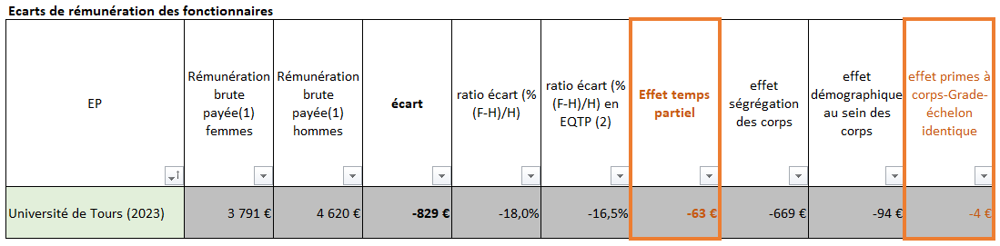 Ecarts de rémunération des fonctionnaires
EP
Rémunération
brute
payée(1)
femmes
Rémunération
brute
payée(1)
hommes
écart
ratio écart (%
(F-H)/H)
ratio écart (%
(F-H)/H) en
EQTP (2)
Effet temps
partiel
effet
ségrégation
des corps
effet
démographique
au sein des
corps
effet primes à
corps-Grade-
échelon
identique
Université de Tours (2023)
3 791 €
4 620 €
-829 €
-18,0%
-16,5%
-63 €
-669 €
-94 €
-4 €